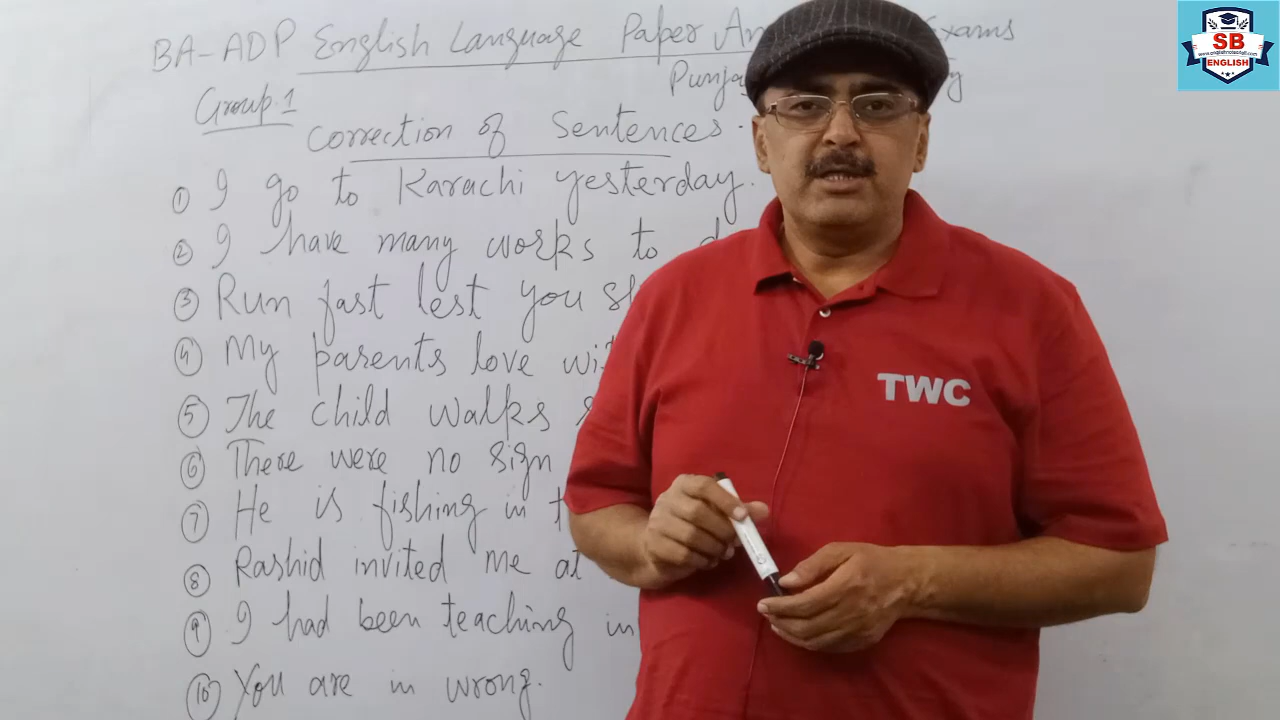 BA-ADP English Language Paper An Exams
Punja
Group-1
Correction of Sentences.
① I go to Karachi yesterday.
② I have many works to d
③ Run fast lest you sh
④ My parents love wit
⑤ The child walks s
⑥ There were no sign
⑦ He is fishing in t
⑧ Rashid invited me at
⑨ I had been teaching in
⑩ You are in wrong.
TWC
SB
ENGLISH